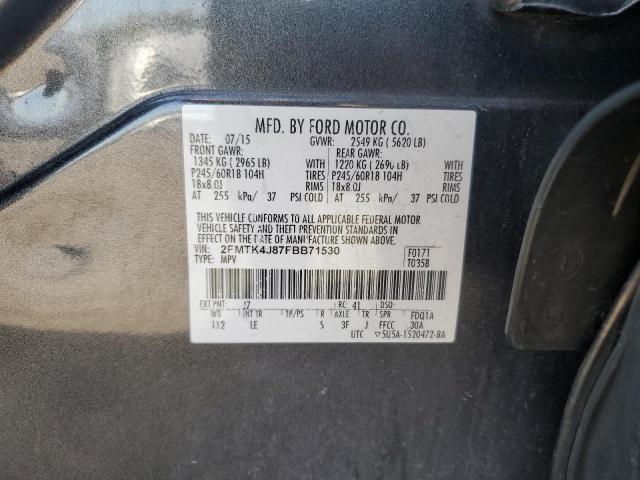 MFD. BY FORD MOTOR CO.
DATE: 07/15 GVWR: 2549 KG ( 5620 LB)
FRONT GAWR: REAR GAWR:
1345 KG ( 2965 LB) WITH 1220 KG ( 2690 LB) WITH
P245/60R18 104H TIRES P245/60R18 104H TIRES
18x8.0J RIMS 18x8.0J RIMS
AT 255 kPa/ 37 PSI COLD AT 255 kPa/ 37 PSI COLD
THIS VEHICLE CONFORMS TO ALL APPLICABLE FEDERAL MOTOR
VEHICLE SAFETY AND THEFT PREVENTION STANDARDS IN
EFFECT ON THE DATE OF MANUFACTURE SHOWN ABOVE.
VIN: 2FMTK4J87FBB71530 F0171
TYPE: MPV T0358
EXT PNT: RC: 41 DSO:
WB INT TR TP/PS R AXLE TR SPR FDQ1A
112 LE S 3F J FFCC 30A
UTC 5U5A-1520472-BA